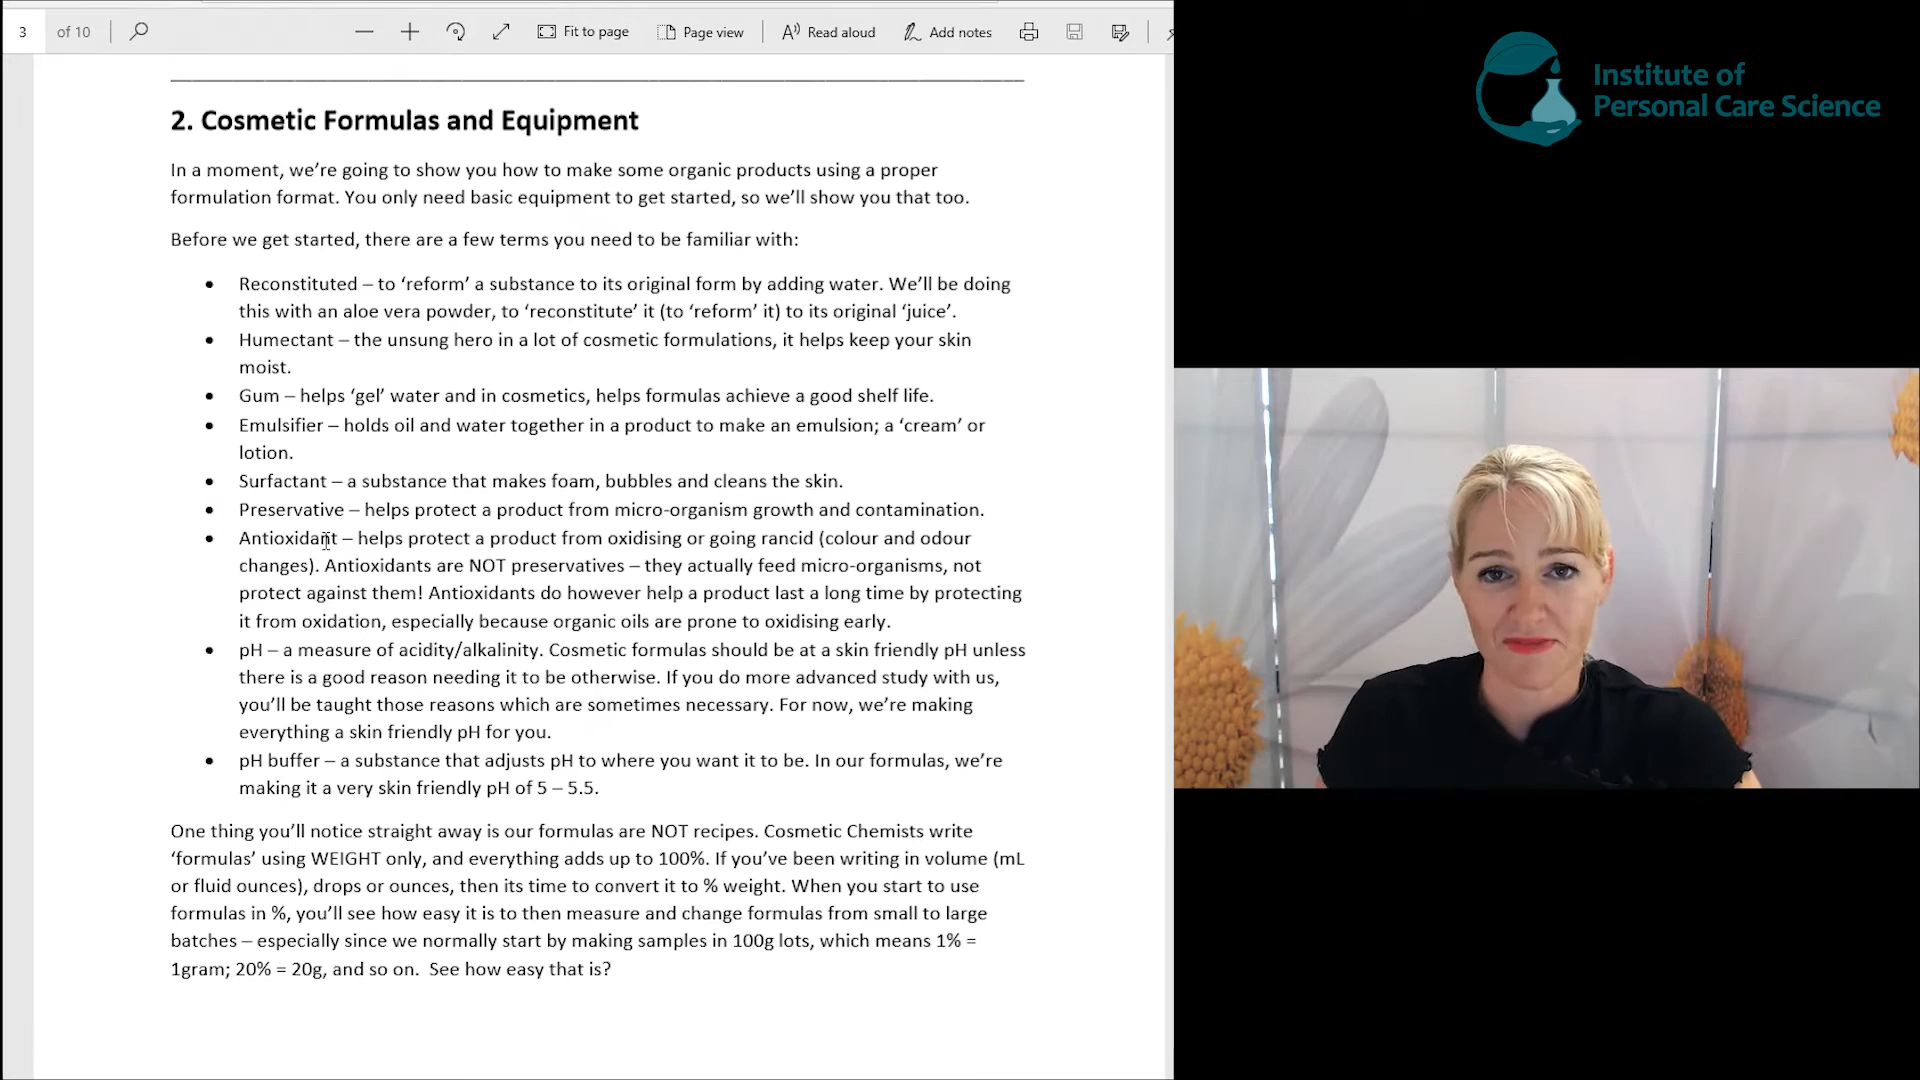 3 of 10 Fit to page Page view Read aloud Add notes
Institute of
Personal Care Science
2. Cosmetic Formulas and Equipment
In a moment, we’re going to show you how to make some organic products using a proper
formulation format. You only need basic equipment to get started, so we’ll show you that too.
Before we get started, there are a few terms you need to be familiar with:
• Reconstituted – to ‘reform’ a substance to its original form by adding water. We’ll be doing
this with an aloe vera powder, to ‘reconstitute’ it (to ‘reform’ it) to its original ‘juice’.
• Humectant – the unsung hero in a lot of cosmetic formulations, it helps keep your skin
moist.
• Gum – helps ‘gel’ water and in cosmetics, helps formulas achieve a good shelf life.
• Emulsifier – holds oil and water together in a product to make an emulsion; a ‘cream’ or
lotion.
• Surfactant – a substance that makes foam, bubbles and cleans the skin.
• Preservative – helps protect a product from micro-organism growth and contamination.
• Antioxidant – helps protect a product from oxidising or going rancid (colour and odour
changes). Antioxidants are NOT preservatives – they actually feed micro-organisms, not
protect against them! Antioxidants do however help a product last a long time by protecting
it from oxidation, especially because organic oils are prone to oxidising early.
• pH – a measure of acidity/alkalinity. Cosmetic formulas should be at a skin friendly pH unless
there is a good reason needing it to be otherwise. If you do more advanced study with us,
you’ll be taught those reasons which are sometimes necessary. For now, we’re making
everything a skin friendly pH for you.
• pH buffer – a substance that adjusts pH to where you want it to be. In our formulas, we’re
making it a very skin friendly pH of 5 – 5.5.
One thing you’ll notice straight away is our formulas are NOT recipes. Cosmetic Chemists write
‘formulas’ using WEIGHT only, and everything adds up to 100%. If you’ve been writing in volume (mL
or fluid ounces), drops or ounces, then its time to convert it to % weight. When you start to use
formulas in %, you’ll see how easy it is to then measure and change formulas from small to large
batches – especially since we normally start by making samples in 100g lots, which means 1% =
1gram; 20% = 20g, and so on.  See how easy that is?